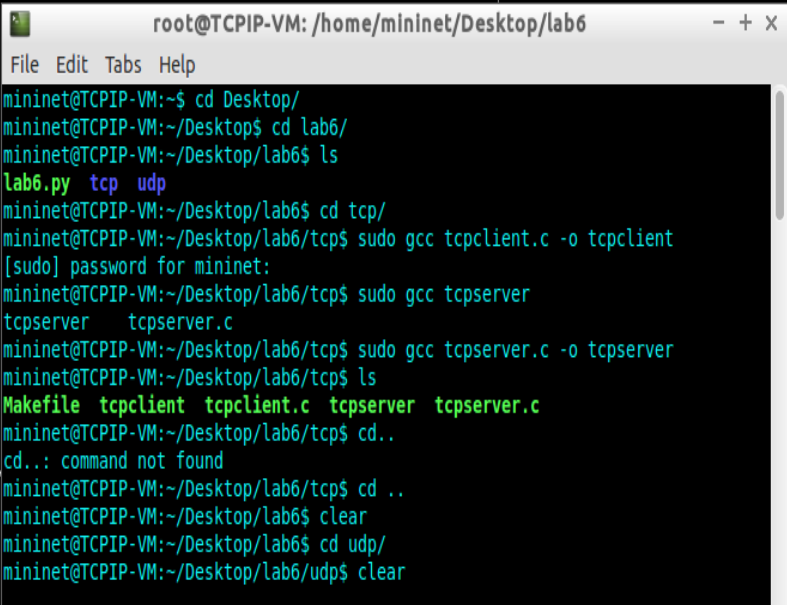 root@TCPIP-VM: /home/mininet/Desktop/lab6
File Edit Tabs Help
mininet@TCPIP-VM:~$ cd Desktop/
mininet@TCPIP-VM:~/Desktop$ cd lab6/
mininet@TCPIP-VM:~/Desktop/lab6$ ls
lab6.py  tcp  udp
mininet@TCPIP-VM:~/Desktop/lab6$ cd tcp/
mininet@TCPIP-VM:~/Desktop/lab6/tcp$ sudo gcc tcpclient.c -o tcpclient
[sudo] password for mininet:
mininet@TCPIP-VM:~/Desktop/lab6/tcp$ sudo gcc tcpserver
tcpserver    tcpserver.c
mininet@TCPIP-VM:~/Desktop/lab6/tcp$ sudo gcc tcpserver.c -o tcpserver
mininet@TCPIP-VM:~/Desktop/lab6/tcp$ ls
Makefile  tcpclient  tcpclient.c  tcpserver  tcpserver.c
mininet@TCPIP-VM:~/Desktop/lab6/tcp$ cd..
cd..: command not found
mininet@TCPIP-VM:~/Desktop/lab6/tcp$ cd ..
mininet@TCPIP-VM:~/Desktop/lab6$ clear
mininet@TCPIP-VM:~/Desktop/lab6$ cd udp/
mininet@TCPIP-VM:~/Desktop/lab6/udp$ clear